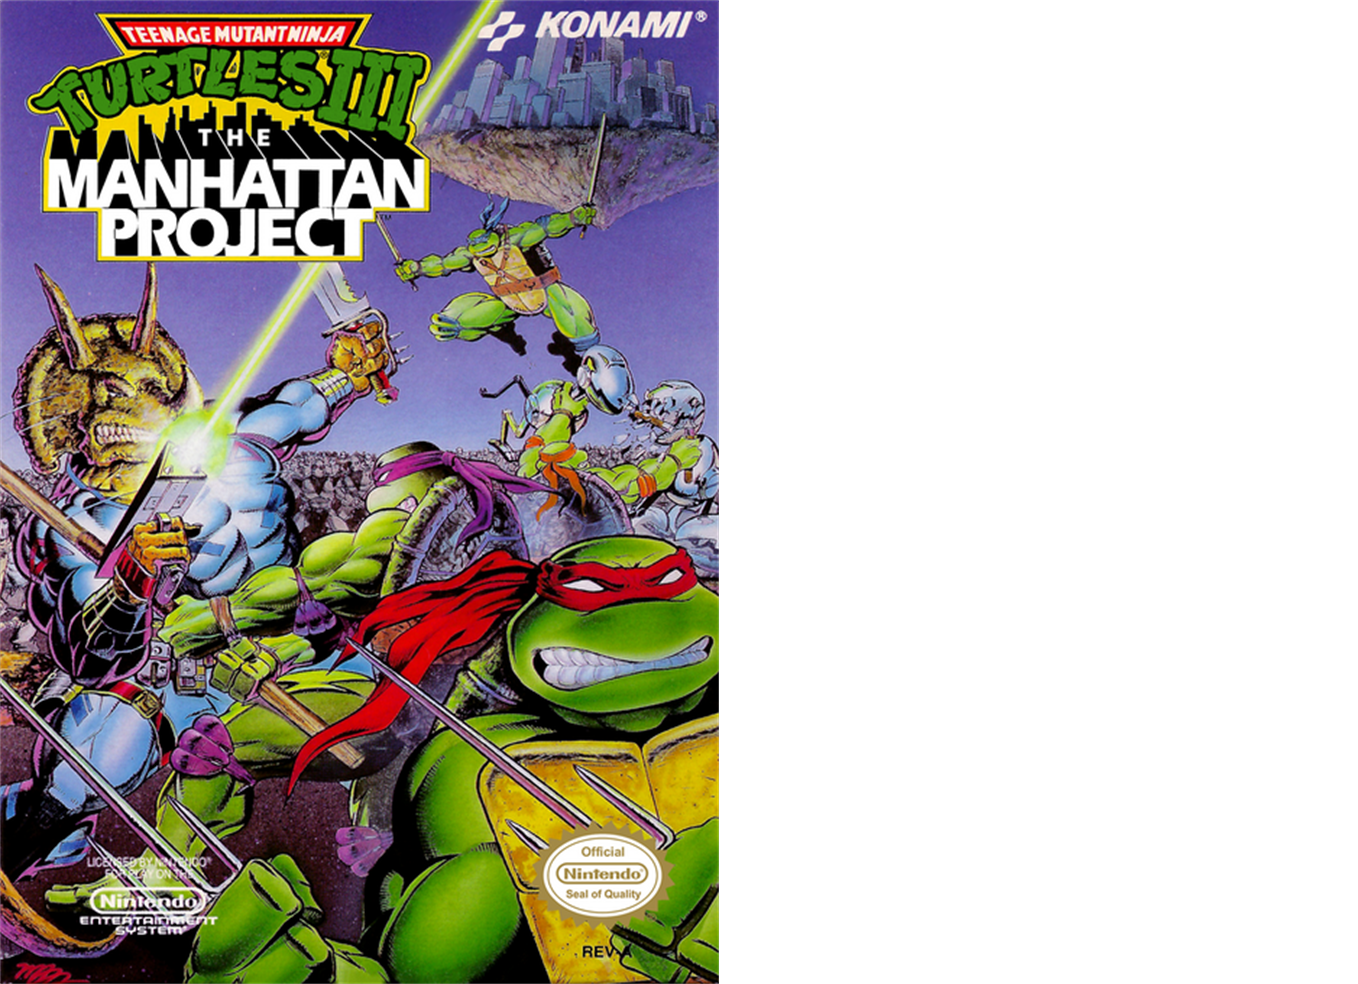 TEENAGE MUTANT NINJA
TURTLES® III
THE
MANHATTAN
PROJECT™
KONAMI®
LICENSED BY NINTENDO®
FOR PLAY ON THE
Nintendo
ENTERTAINMENT
SYSTEM®
Official
Nintendo®
Seal of Quality
REV-A